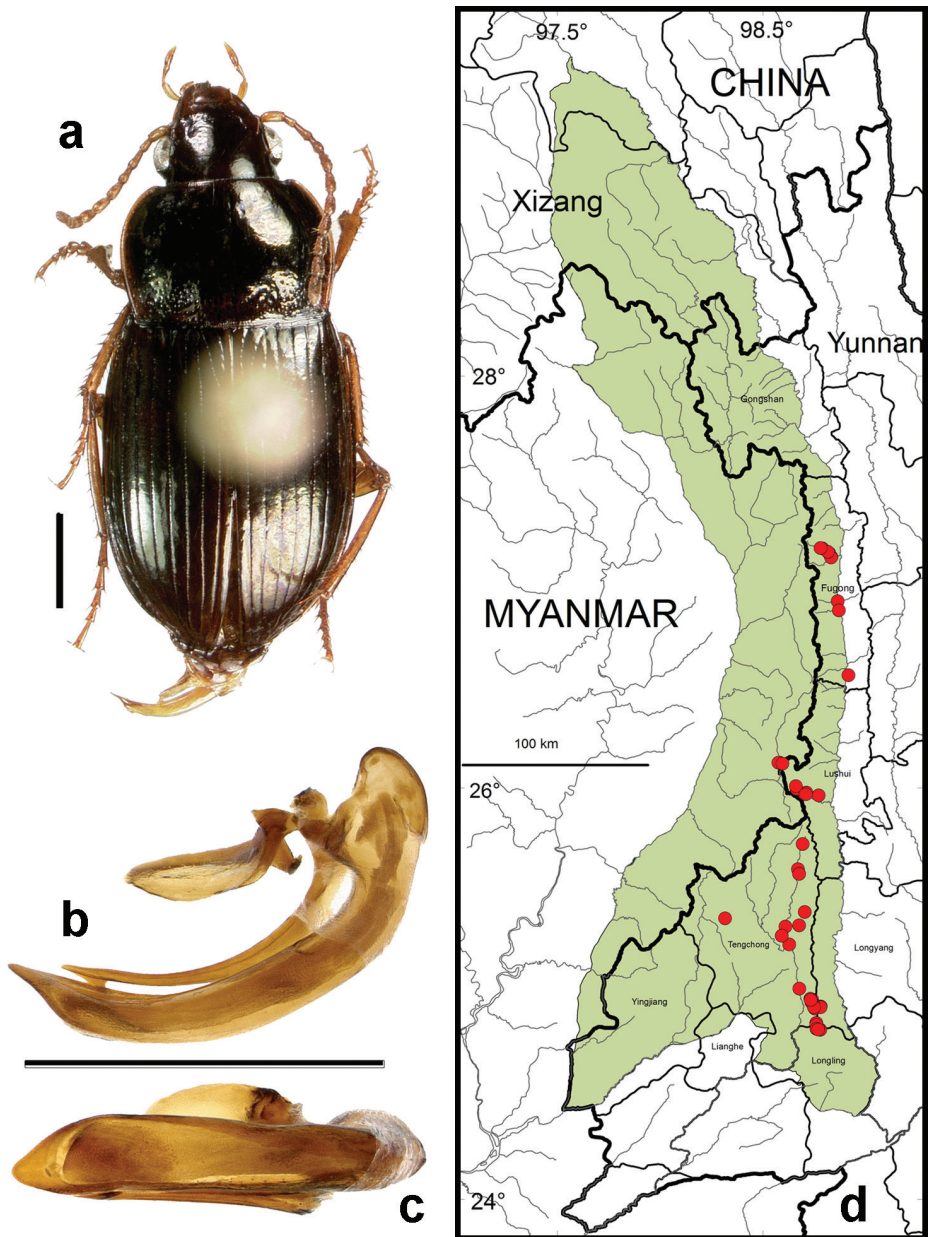 a
b
c
97.5°
98.5°
CHINA
Xizang
Yunnan
28°
Gongshan
Fugong
MYANMAR
100 km
26°
Lushui
Tengchong
Longyang
Yingjiang
Lianghe
Longling
24°
d